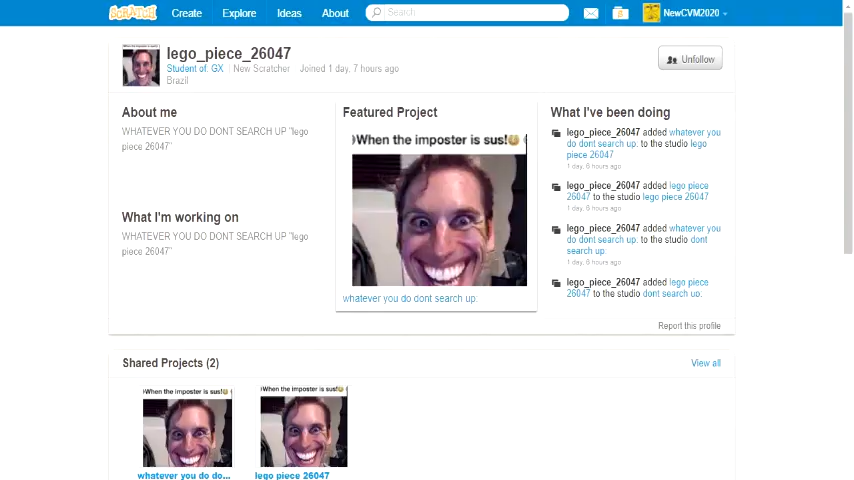 SCRATCH Create Explore Ideas About Search NewCVM2020
lego_piece_26047
Student of: GX New Scratcher Joined 1 day, 7 hours ago
Brazil
Unfollow
About me
WHATEVER YOU DO DONT SEARCH UP "lego
piece 26047"
What I'm working on
WHATEVER YOU DO DONT SEARCH UP "lego
piece 26047"
Featured Project
When the imposter is sus!😳
whatever you do dont search up:
What I've been doing
lego_piece_26047 added whatever you
do dont search up: to the studio lego
piece 26047
1 day, 6 hours ago
lego_piece_26047 added lego piece
26047 to the studio lego piece 26047
1 day, 6 hours ago
lego_piece_26047 added whatever you
do dont search up: to the studio dont
search up:
1 day, 6 hours ago
lego_piece_26047 added lego piece
26047 to the studio dont search up:
Report this profile
Shared Projects (2) View all
When the imposter is sus!😳
whatever you do do...
When the imposter is sus!😳
lego piece 26047